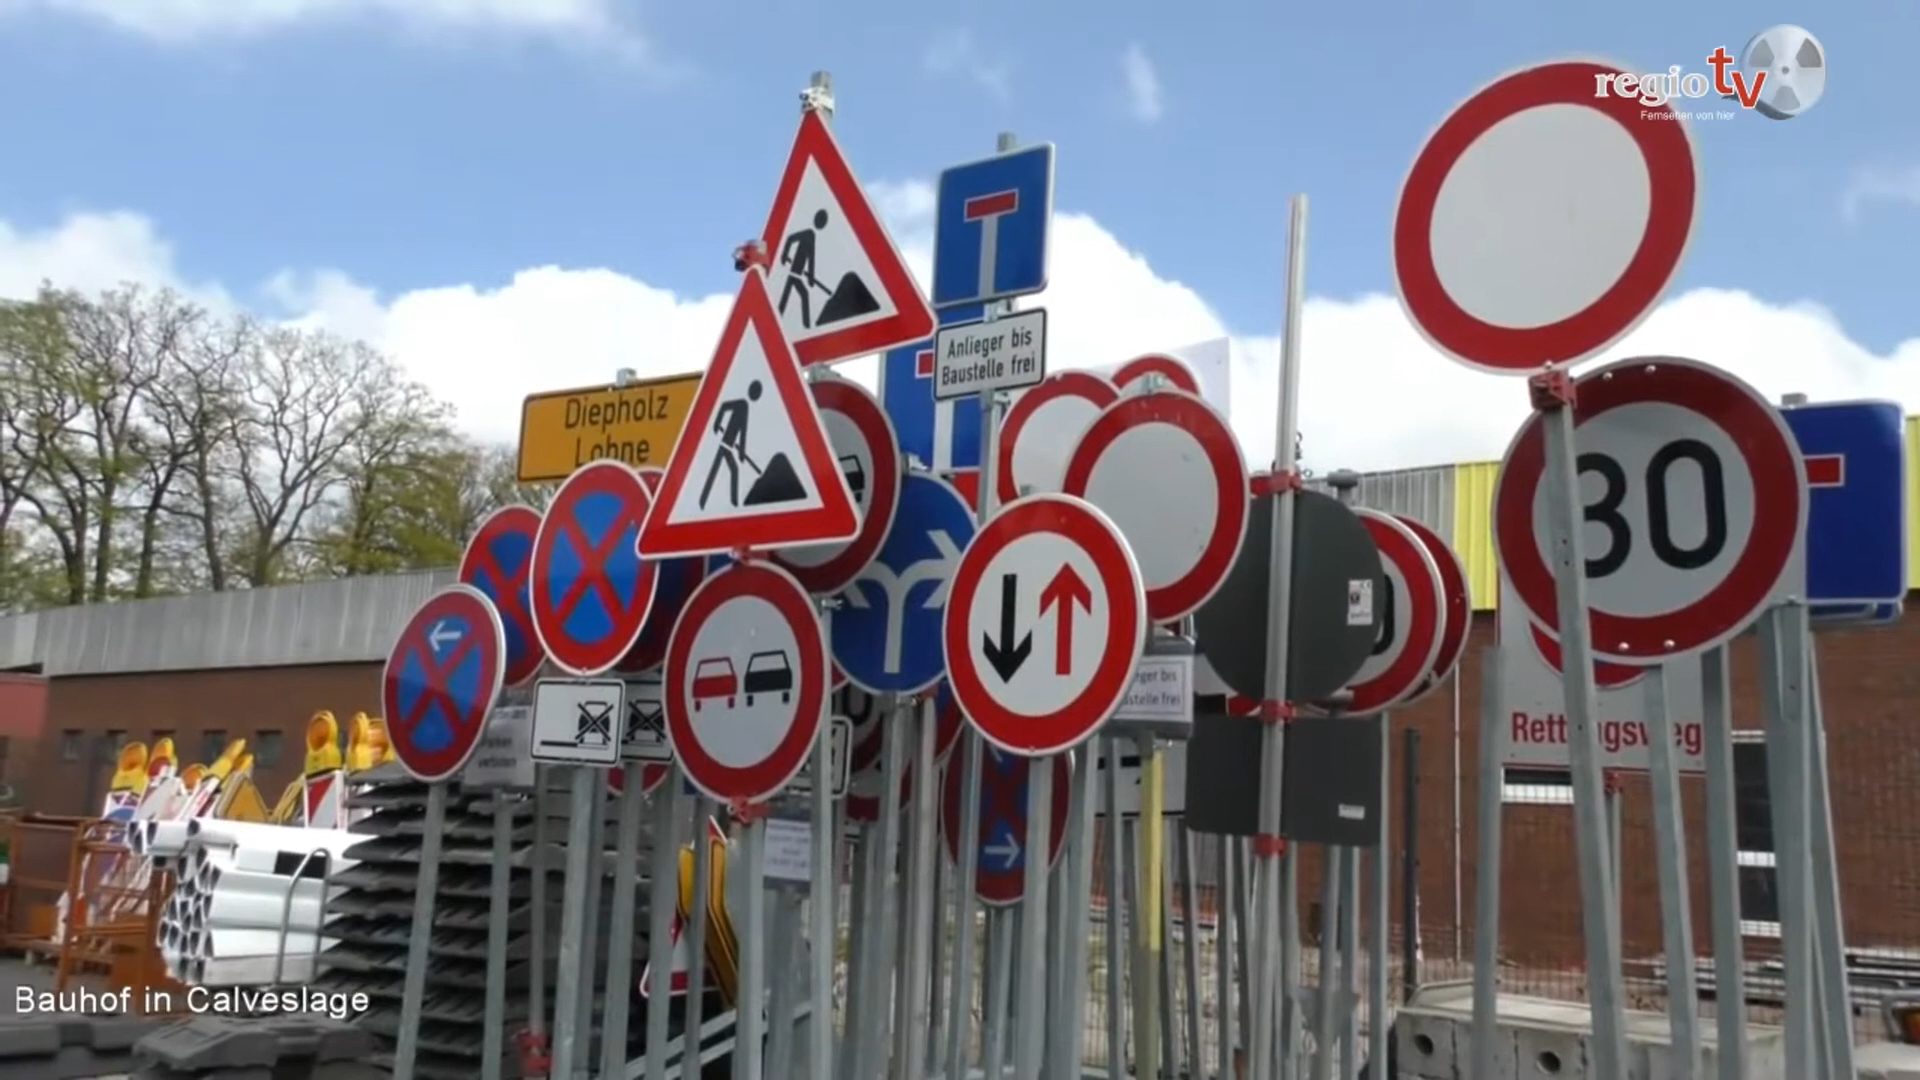 regio tv
Fernsehen von hier
Anlieger bis
Baustelle frei
Diepholz
Lohne
30
Rettungsweg
Bauhof in Calveslage